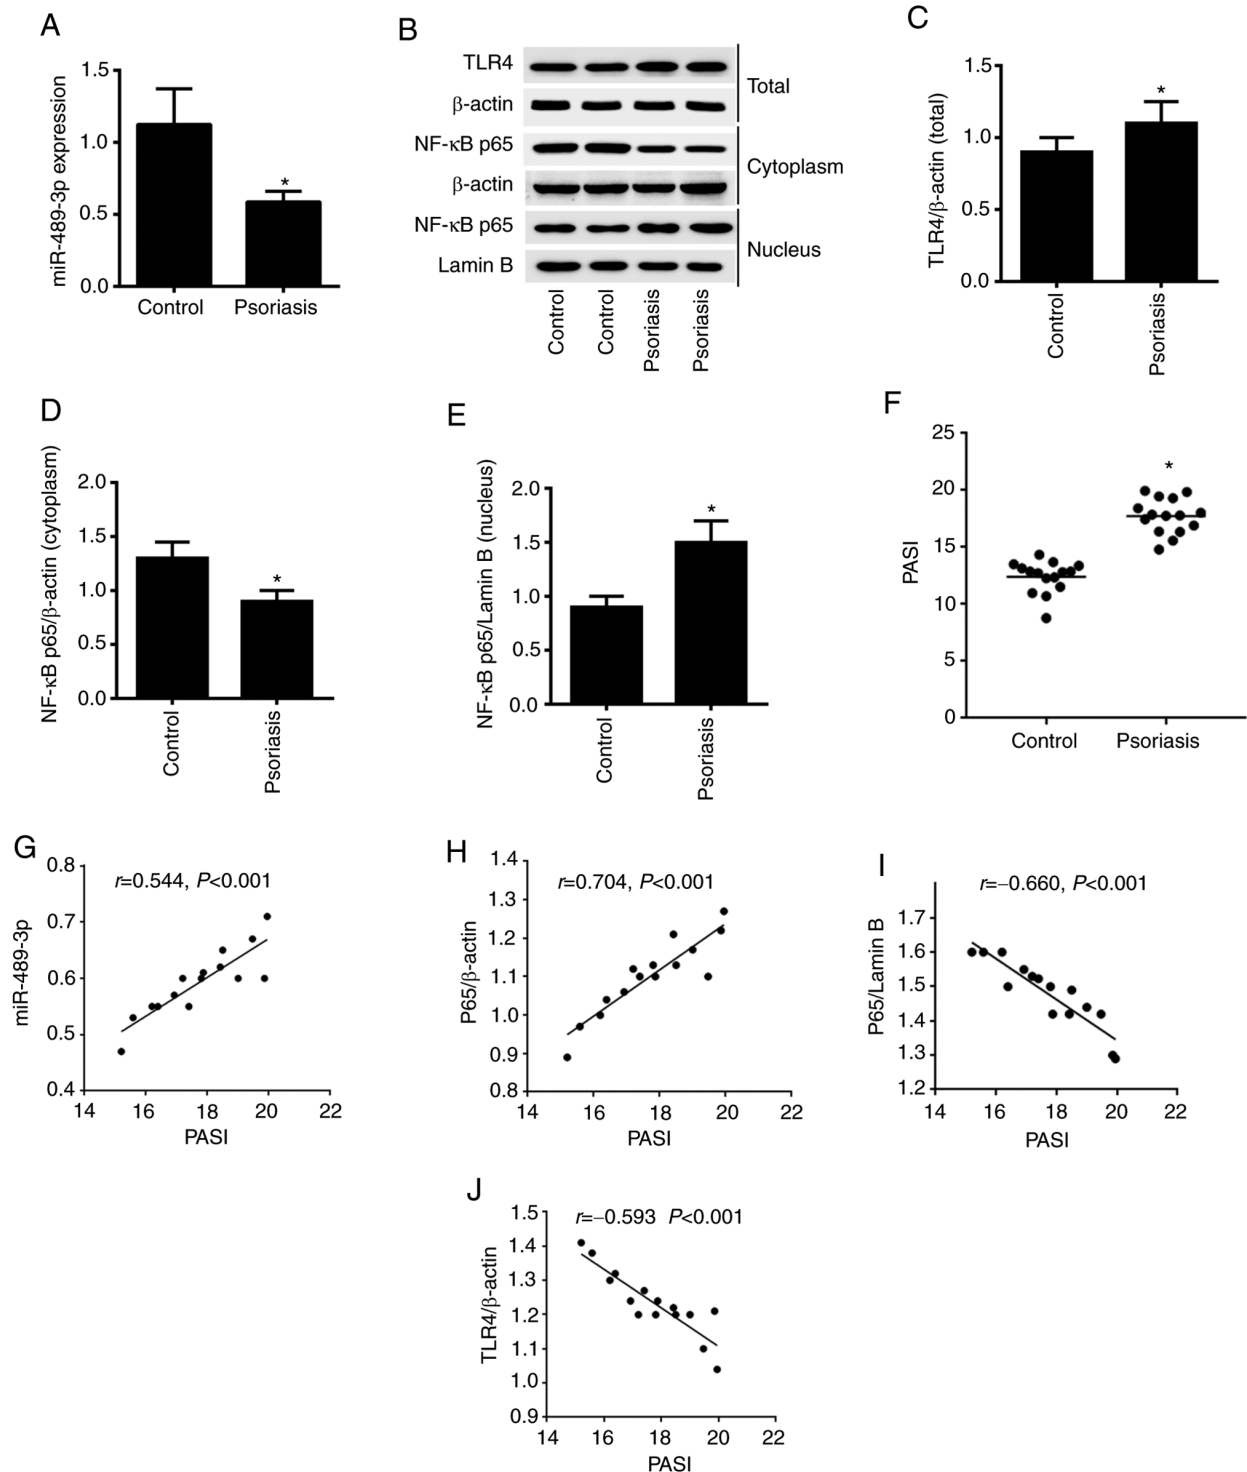 A
miR-489-3p expression
1.5
1.0
0.5
0.0
*
Control
Psoriasis
B
TLR4
β-actin
NF-κB p65
β-actin
NF-κB p65
Lamin B
Total
Cytoplasm
Nucleus
Control
Control
Psoriasis
Psoriasis
C
TLR4/β-actin (total)
1.5
1.0
0.5
0.0
*
Control
Psoriasis
D
NF-κB p65/β-actin (cytoplasm)
2.0
1.5
1.0
0.5
0.0
*
Control
Psoriasis
E
NF-κB p65/Lamin B (nucleus)
2.0
1.5
1.0
0.5
0.0
*
Control
Psoriasis
F
PASI
25
20
15
10
5
0
*
Control
Psoriasis
G
miR-489-3p
0.8
0.7
0.6
0.5
0.4
r=0.544, P<0.001
14 16 18 20 22
PASI
H
P65/β-actin
1.4
1.3
1.2
1.1
1.0
0.9
0.8
r=0.704, P<0.001
14 16 18 20 22
PASI
I
P65/Lamin B
1.7
1.6
1.5
1.4
1.3
1.2
r=−0.660, P<0.001
14 16 18 20 22
PASI
J
TLR4/β-actin
1.5
1.4
1.3
1.2
1.1
1.0
0.9
r=−0.593 P<0.001
14 16 18 20 22
PASI